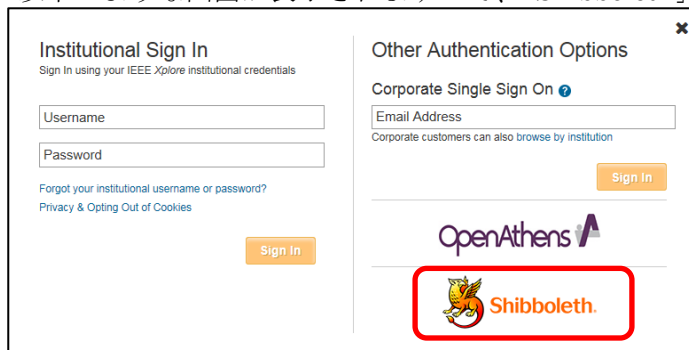 Institutional Sign In
Sign In using your IEEE Xplore institutional credentials
Username
Password
Forgot your institutional username or password?
Privacy & Opting Out of Cookies
Sign In
Other Authentication Options
Corporate Single Sign On ?
Email Address
Corporate customers can also browse by institution
Sign In
OpenAthens
Shibboleth.